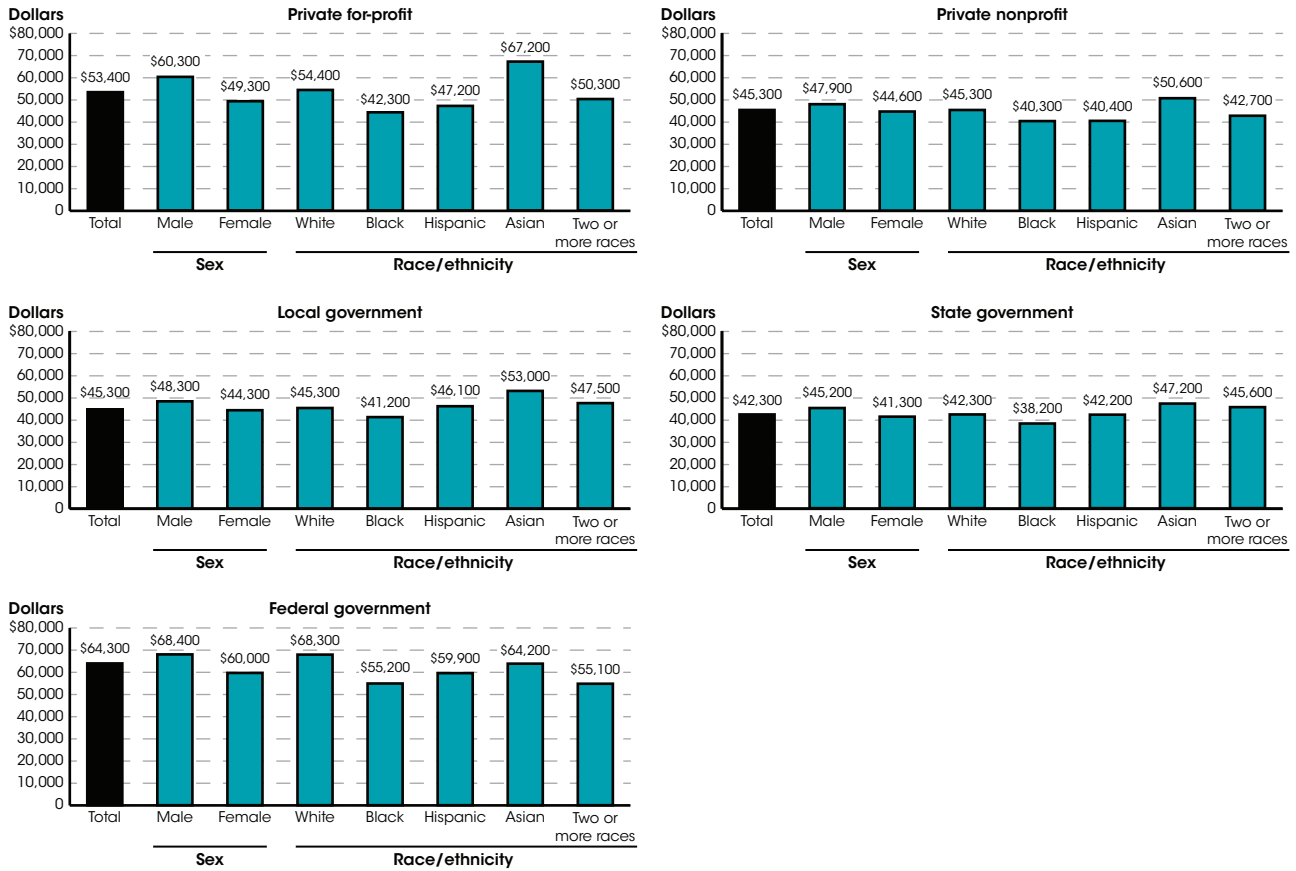 Dollars
Private for-profit
$80,000
70,000
60,000
50,000
40,000
30,000
20,000
10,000
0
$53,400
$60,300
$49,300
$54,400
$42,300
$47,200
$67,200
$50,300
Total
Male
Female
White
Black
Hispanic
Asian
Two or
more races
Sex
Race/ethnicity
Dollars
Private nonprofit
$80,000
70,000
60,000
50,000
40,000
30,000
20,000
10,000
0
$45,300
$47,900
$44,600
$45,300
$40,300
$40,400
$50,600
$42,700
Total
Male
Female
White
Black
Hispanic
Asian
Two or
more races
Sex
Race/ethnicity
Dollars
Local government
$80,000
70,000
60,000
50,000
40,000
30,000
20,000
10,000
0
$45,300
$48,300
$44,300
$45,300
$41,200
$46,100
$53,000
$47,500
Total
Male
Female
White
Black
Hispanic
Asian
Two or
more races
Sex
Race/ethnicity
Dollars
State government
$80,000
70,000
60,000
50,000
40,000
30,000
20,000
10,000
0
$42,300
$45,200
$41,300
$42,300
$38,200
$42,200
$47,200
$45,600
Total
Male
Female
White
Black
Hispanic
Asian
Two or
more races
Sex
Race/ethnicity
Dollars
Federal government
$80,000
70,000
60,000
50,000
40,000
30,000
20,000
10,000
0
$64,300
$68,400
$60,000
$68,300
$55,200
$59,900
$64,200
$55,100
Total
Male
Female
White
Black
Hispanic
Asian
Two or
more races
Sex
Race/ethnicity